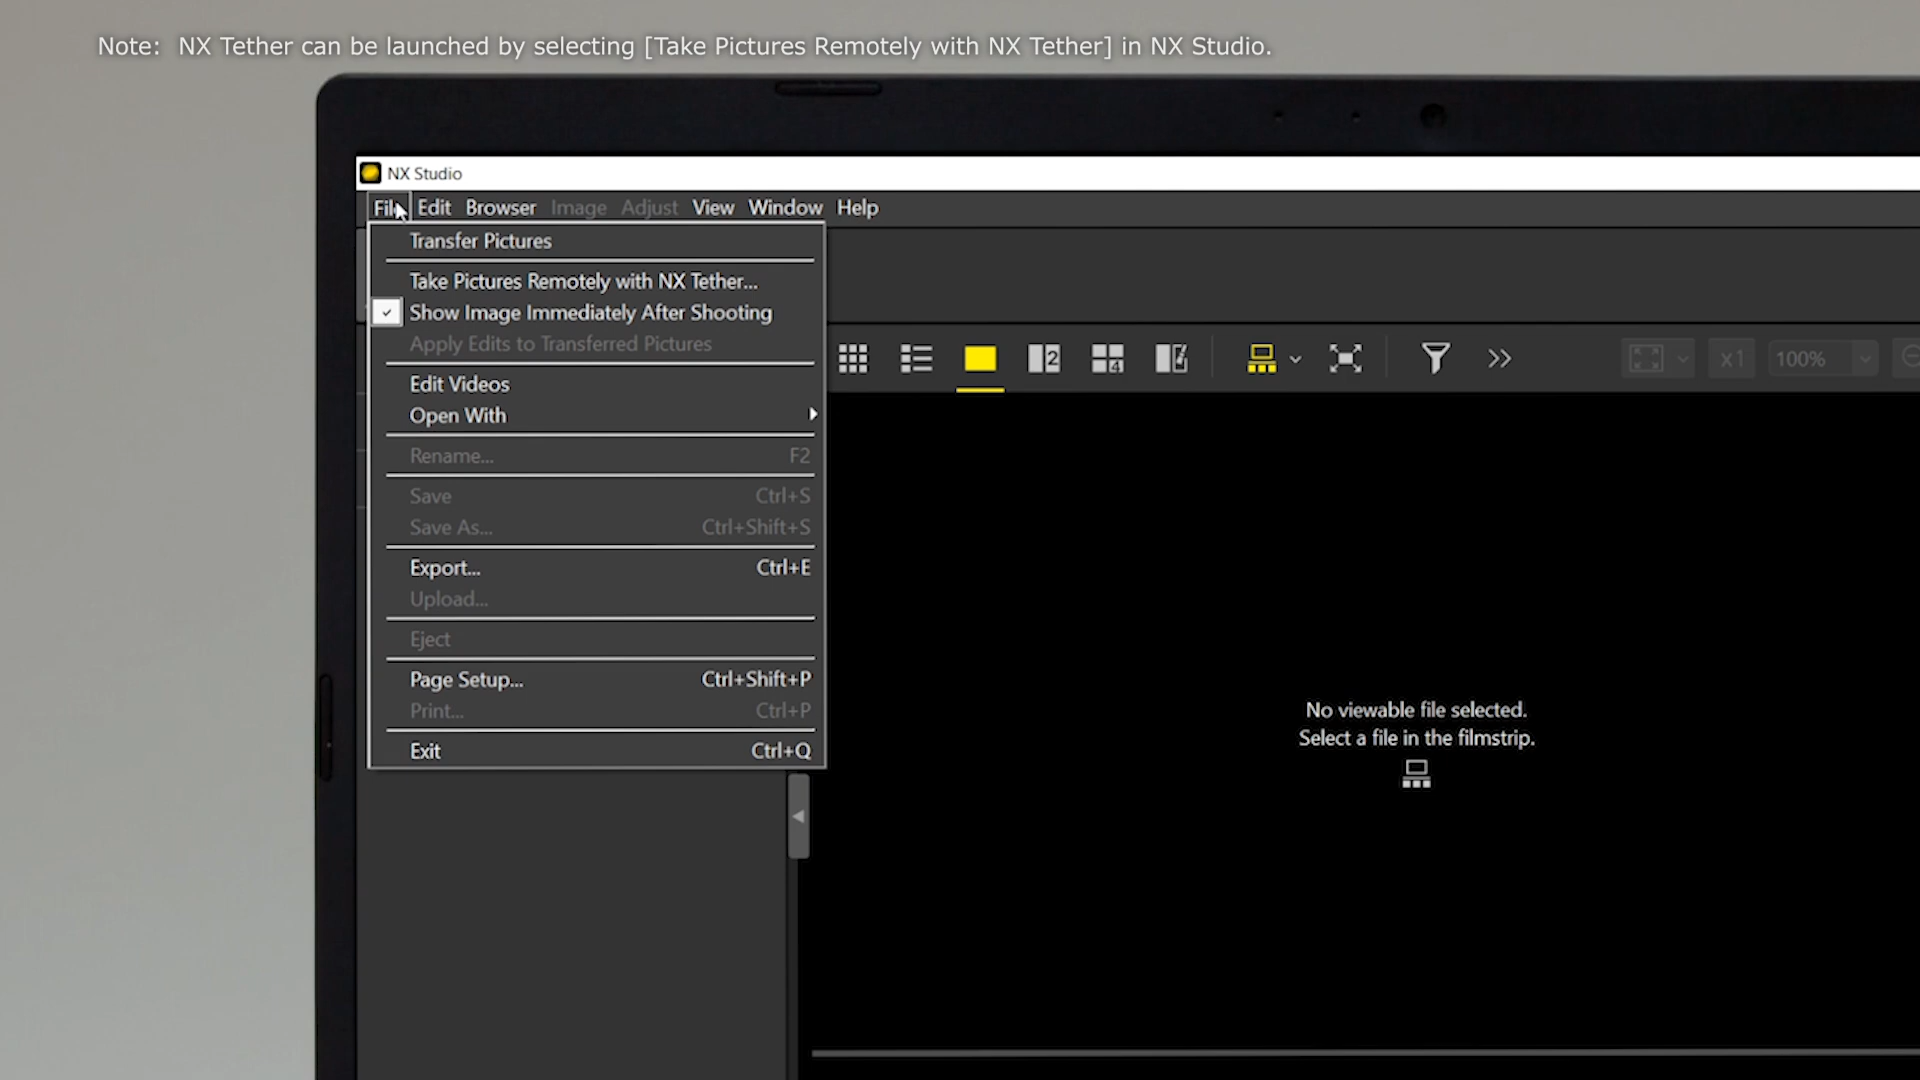 Note: NX Tether can be launched by selecting [Take Pictures Remotely with NX Tether] in NX Studio.
NX Studio
File Edit Browser Image Adjust View Window Help
Transfer Pictures
Take Pictures Remotely with NX Tether...
Show Image Immediately After Shooting
Apply Edits to Transferred Pictures
2 4 x1 100%
Edit Videos
Open With
Rename... F2
Save Ctrl+S
Save As... Ctrl+Shift+S
Export... Ctrl+E
Upload...
Eject
Page Setup... Ctrl+Shift+P
Print... Ctrl+P
Exit Ctrl+Q
No viewable file selected.
Select a file in the filmstrip.